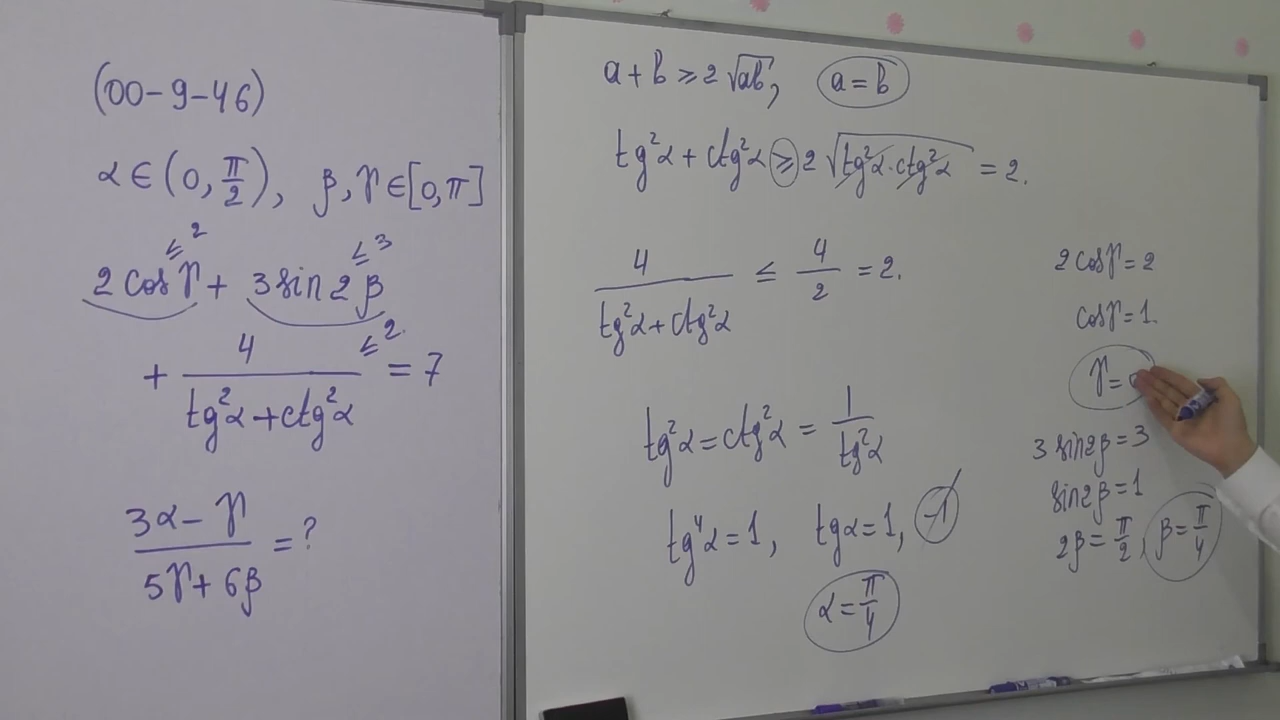 (00-9-46)
α ∈ (0, π/2), β, γ ∈ [0, π]
≤ 2 ≤ 3
2 cos γ + 3 sin 2β
+ 4/(tg²α + ctg²α) ≤ 2. = 7
(3α - γ)/(5γ + 6β) = ?
a + b ≥ 2√ab, a = b
tg²α + ctg²α ≥ 2√(tg²α · ctg²α) = 2.
4/(tg²α + ctg²α) ≤ 4/2 = 2.
tg²α = ctg²α = 1/tg²α
tg⁴α = 1, tgα = 1, -1
α = π/4
2 cos γ = 2
cos γ = 1.
γ =
3 sin 2β = 3
sin 2β = 1
2β = π/2, β = π/4